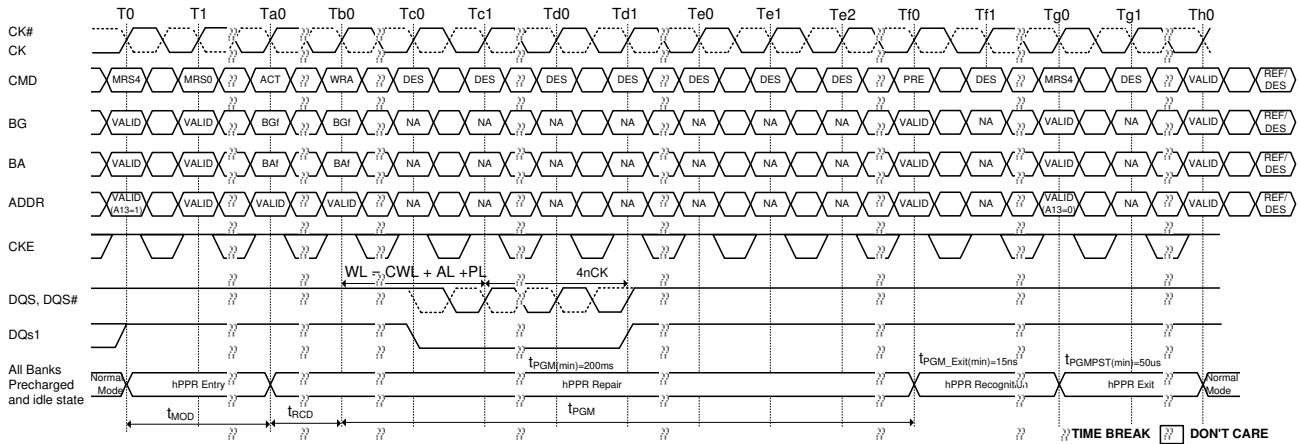 T0 T1 Ta0 Tb0 Tc0 Tc1 Td0 Td1 Te0 Te1 Te2 Tf0 Tf1 Tg0 Tg1 Th0
CK#
CK
CMD MRS4 MRS0 ACT WRA DES DES DES DES DES DES DES PRE DES MRS4 DES VALID REF/DES
BG VALID VALID BGf BGf NA NA NA NA NA NA NA VALID NA VALID NA VALID REF/DES
BA VALID VALID BAf BAf NA NA NA NA NA NA NA VALID NA VALID NA VALID REF/DES
ADDR VALID (A13=1) VALID VALID VALID NA NA NA NA NA NA NA VALID NA VALID (A13=0) NA VALID REF/DES
CKE
WL = CWL + AL +PL 4nCK
DQS, DQS#
DQs1
tPGM(min)=200ms tPGM_Exit(min)=15ns tPGMPST(min)=50us
All Banks
Precharged
and idle state
Normal Mode hPPR Entry hPPR Repair hPPR Recognition hPPR Exit Normal Mode
tMOD tRCD tPGM
TIME BREAK DON'T CARE